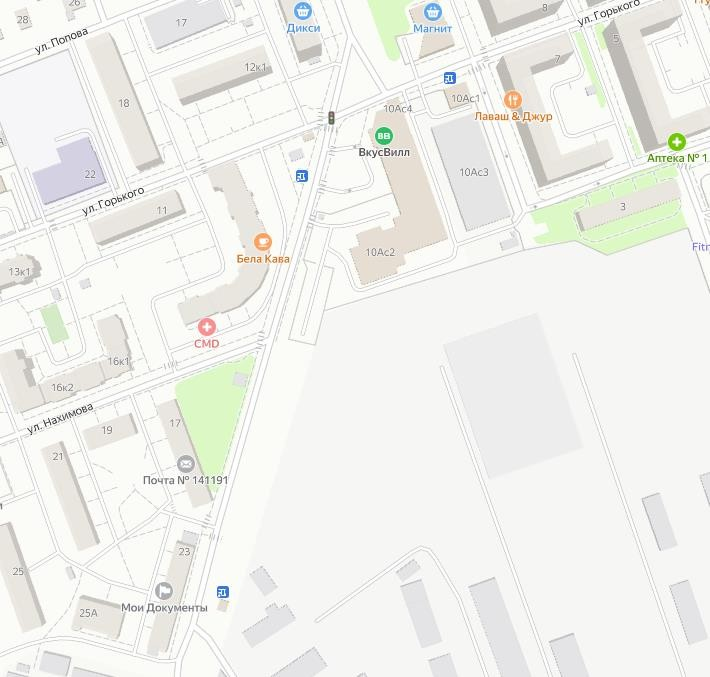 26
28
17
Дикси
Магнит
8
ул. Горького
ул. Попова
5
12к1
7
18
10Ас1
10Ас4
Лаваш & Джур
ВкусВилл
Аптека № 1
22
10Ас3
ул. Горького
11
3
10Ас2
Бела Кава
13к1
CMD
16к1
16к2
ул. Нахимова
17
19
21
Почта № 141191
23
25
Мои Документы
25А